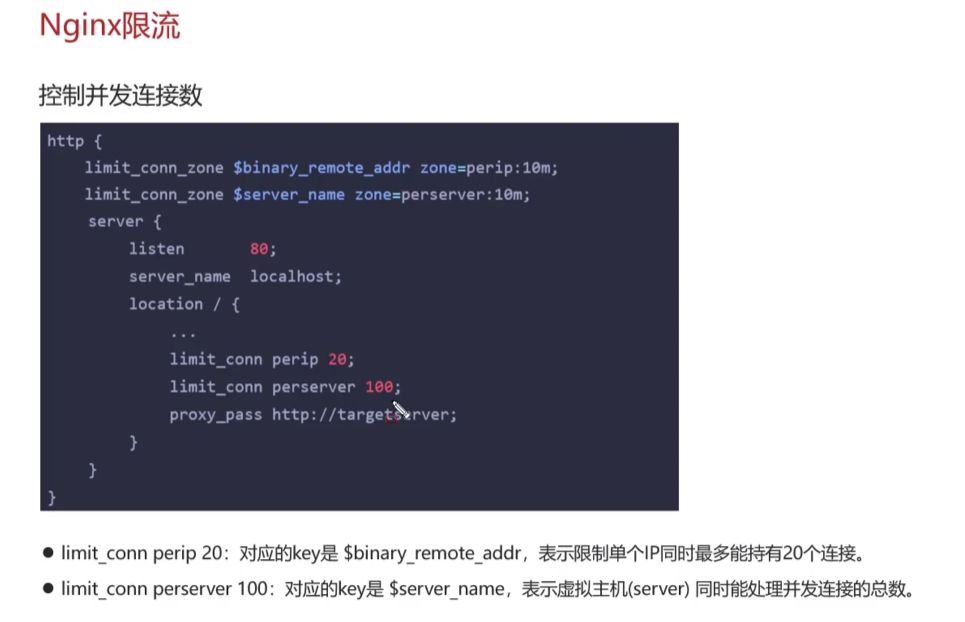 Nginx限流
控制并发连接数
http {
limit_conn_zone $binary_remote_addr zone=perip:10m;
limit_conn_zone $server_name zone=perserver:10m;
server {
listen 80;
server_name localhost;
location / {
...
limit_conn perip 20;
limit_conn perserver 100;
proxy_pass http://targetserver;
}
}
}
● limit_conn perip 20：对应的key是 $binary_remote_addr，表示限制单个IP同时最多能持有20个连接。
● limit_conn perserver 100：对应的key是 $server_name，表示虚拟主机(server) 同时能处理并发连接的总数。